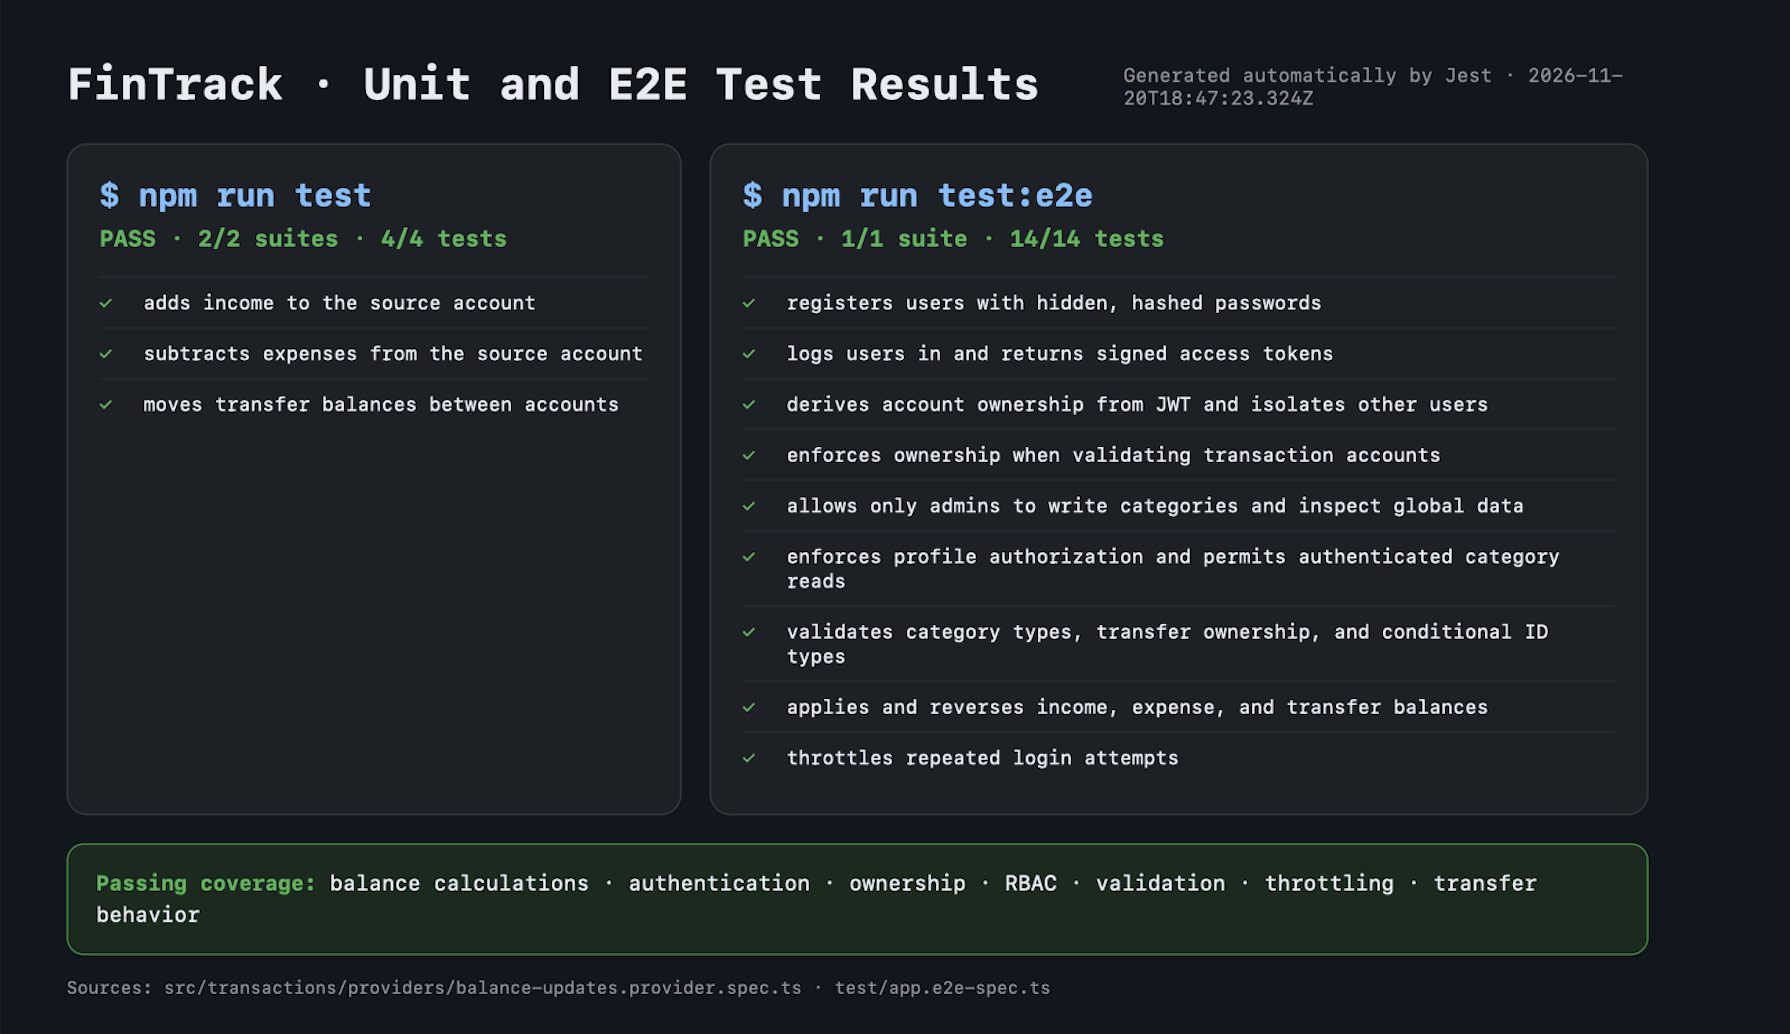 FinTrack · Unit and E2E Test Results
Generated automatically by Jest · 2026-11-
20T18:47:23.324Z
$ npm run test
PASS · 2/2 suites · 4/4 tests
✓ adds income to the source account
✓ subtracts expenses from the source account
✓ moves transfer balances between accounts
$ npm run test:e2e
PASS · 1/1 suite · 14/14 tests
✓ registers users with hidden, hashed passwords
✓ logs users in and returns signed access tokens
✓ derives account ownership from JWT and isolates other users
✓ enforces ownership when validating transaction accounts
✓ allows only admins to write categories and inspect global data
✓ enforces profile authorization and permits authenticated category
reads
✓ validates category types, transfer ownership, and conditional ID
types
✓ applies and reverses income, expense, and transfer balances
✓ throttles repeated login attempts
Passing coverage: balance calculations · authentication · ownership · RBAC · validation · throttling · transfer
behavior
Sources: src/transactions/providers/balance-updates.provider.spec.ts · test/app.e2e-spec.ts